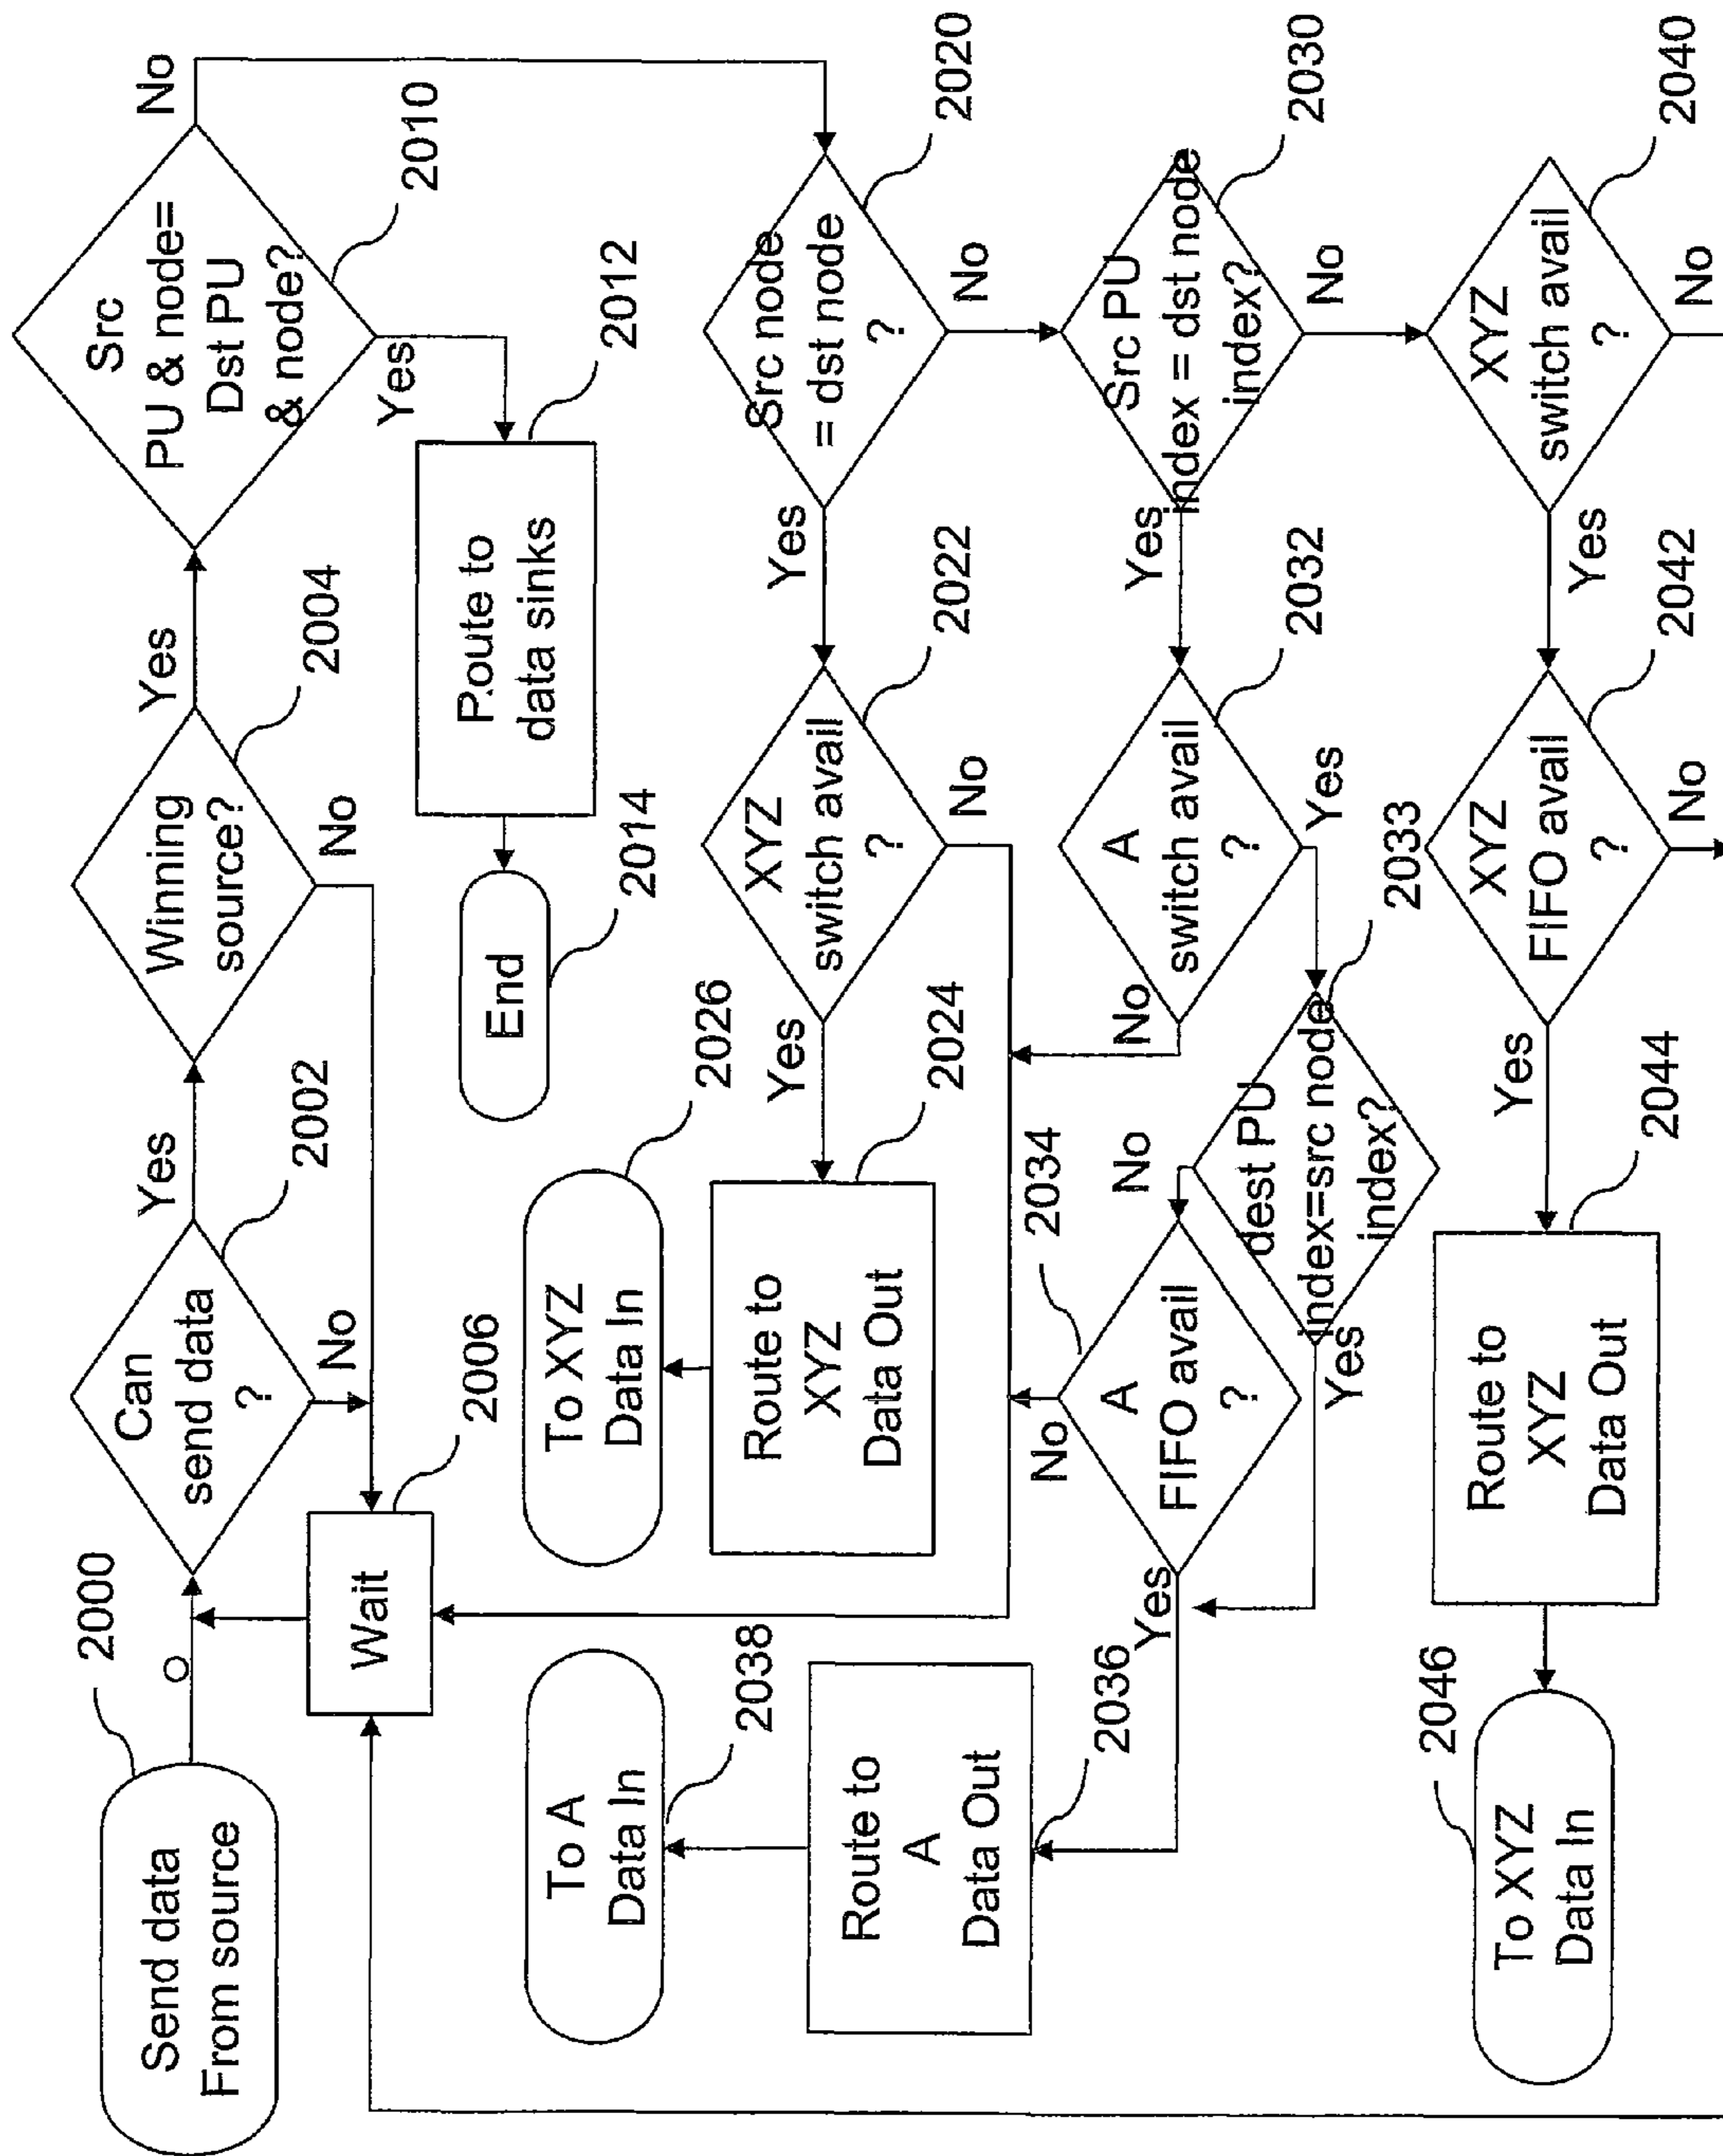 Send data
From source
2000
Can
send data
?
2002
Yes
No
Winning
source?
2004
Yes
No
Wait
2006
Src
PU & node=
Dst PU
& node?
2010
No
Yes
Route to
data sinks
2012
End
2014
Src node
= dst node
?
2020
Yes
No
XYZ
switch avail
?
2022
Yes
No
Route to
XYZ
Data Out
2024
To XYZ
Data In
2026
Src PU
index = dst node
index?
2030
Yes
No
A
switch avail
?
2032
No
Yes
dest PU
index=src node
index?
2033
No
Yes
A
FIFO avail
?
2034
No
Yes
Route to
A
Data Out
2036
To A
Data In
2038
XYZ
switch avail
?
2040
Yes
No
XYZ
FIFO avail
?
2042
Yes
No
Route to
XYZ
Data Out
2044
To XYZ
Data In
2046